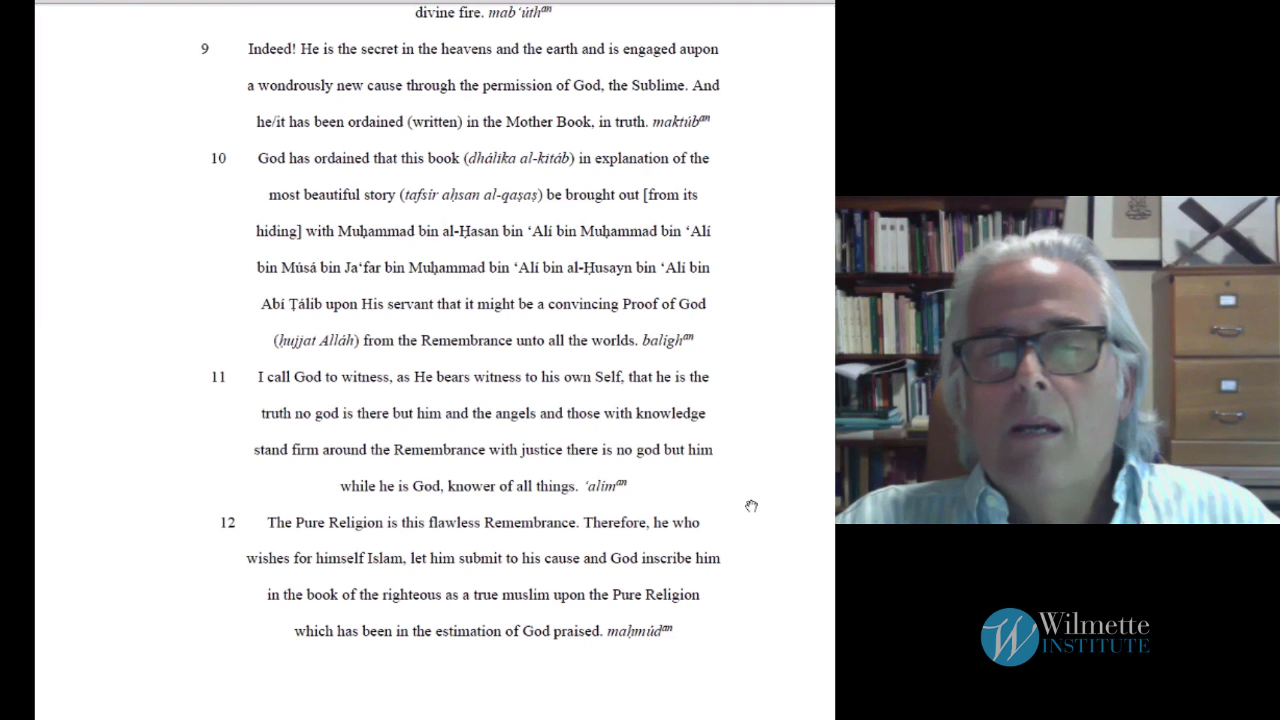 divine fire. mab‘úthᵃⁿ
9 Indeed! He is the secret in the heavens and the earth and is engaged aupon
a wondrously new cause through the permission of God, the Sublime. And
he/it has been ordained (written) in the Mother Book, in truth. maktúbᵃⁿ
10 God has ordained that this book (dhálika al-kitáb) in explanation of the
most beautiful story (tafsír aḥsan al-qaṣaṣ) be brought out [from its
hiding] with Muḥammad bin al-Ḥasan bin ‘Alí bin Muḥammad bin ‘Alí
bin Músá bin Ja‘far bin Muḥammad bin ‘Alí bin al-Ḥusayn bin ‘Alí bin
Abí Ṭálib upon His servant that it might be a convincing Proof of God
(ḥujjat Alláh) from the Remembrance unto all the worlds. balíghᵃⁿ
11 I call God to witness, as He bears witness to his own Self, that he is the
truth no god is there but him and the angels and those with knowledge
stand firm around the Remembrance with justice there is no god but him
while he is God, knower of all things. ‘alímᵃⁿ
12 The Pure Religion is this flawless Remembrance. Therefore, he who
wishes for himself Islam, let him submit to his cause and God inscribe him
in the book of the righteous as a true muslim upon the Pure Religion
which has been in the estimation of God praised. maḥmúdᵃⁿ
Wilmette
INSTITUTE